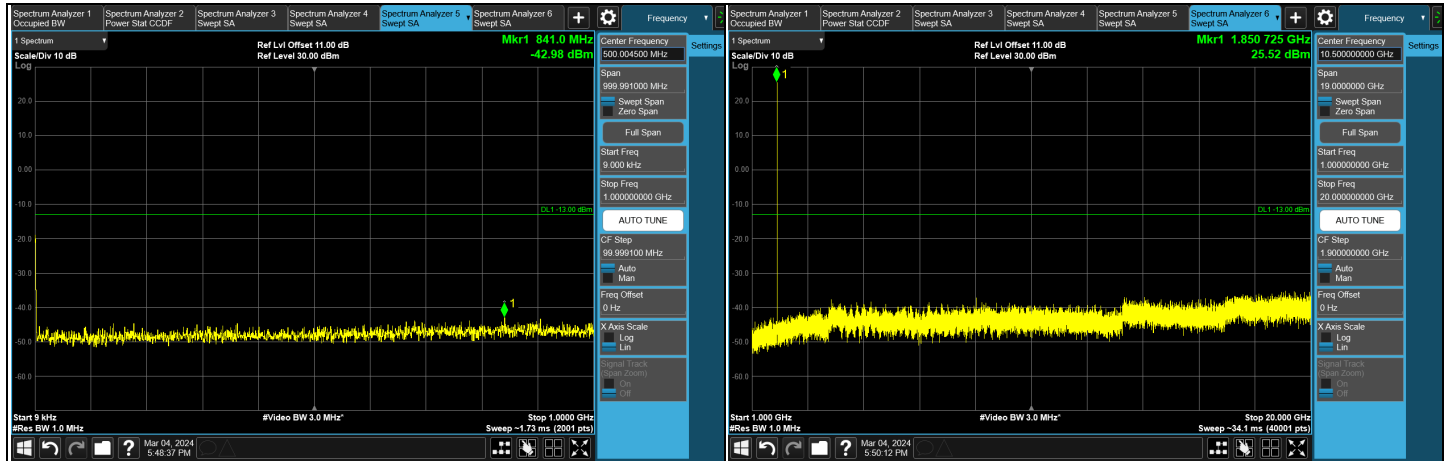 Spectrum Analyzer 1
Occupied BW
Spectrum Analyzer 2
Power Stat CCDF
Spectrum Analyzer 3
Swept SA
Spectrum Analyzer 4
Swept SA
Spectrum Analyzer 5
Swept SA
Spectrum Analyzer 6
Swept SA
+
Frequency
1 Spectrum
Scale/Div 10 dB
Log
Ref Lvl Offset 11.00 dB
Ref Level 30.00 dBm
Mkr1 841.0 MHz
-42.98 dBm
1
20.0
10.0
0.00
-10.0
DL1 -13.00 dBm
-20.0
-30.0
-40.0
-50.0
-60.0
Start 9 kHz
#Res BW 1.0 MHz
#Video BW 3.0 MHz*
Stop 1.0000 GHz
Sweep ~1.73 ms (2001 pts)
Center Frequency
500.004500 MHz
Settings
Span
999.991000 MHz
Swept Span
Zero Span
Full Span
Start Freq
9.000 kHz
Stop Freq
1.000000000 GHz
AUTO TUNE
CF Step
99.999100 MHz
Auto
Man
Freq Offset
0 Hz
X Axis Scale
Log
Lin
Signal Track
(Span Zoom)
On
Off
?
Mar 04, 2024
5:48:37 PM
Spectrum Analyzer 1
Occupied BW
Spectrum Analyzer 2
Power Stat CCDF
Spectrum Analyzer 3
Swept SA
Spectrum Analyzer 4
Swept SA
Spectrum Analyzer 5
Swept SA
Spectrum Analyzer 6
Swept SA
+
Frequency
1 Spectrum
Scale/Div 10 dB
Log
Ref Lvl Offset 11.00 dB
Ref Level 30.00 dBm
Mkr1 1.850 725 GHz
25.52 dBm
1
20.0
10.0
0.00
-10.0
DL1 -13.00 dBm
-20.0
-30.0
-40.0
-50.0
-60.0
Start 1.000 GHz
#Res BW 1.0 MHz
#Video BW 3.0 MHz*
Stop 20.000 GHz
Sweep ~34.1 ms (40001 pts)
Center Frequency
10.500000000 GHz
Settings
Span
19.0000000 GHz
Swept Span
Zero Span
Full Span
Start Freq
1.000000000 GHz
Stop Freq
20.000000000 GHz
AUTO TUNE
CF Step
1.900000000 GHz
Auto
Man
Freq Offset
0 Hz
X Axis Scale
Log
Lin
Signal Track
(Span Zoom)
On
Off
?
Mar 04, 2024
5:50:12 PM